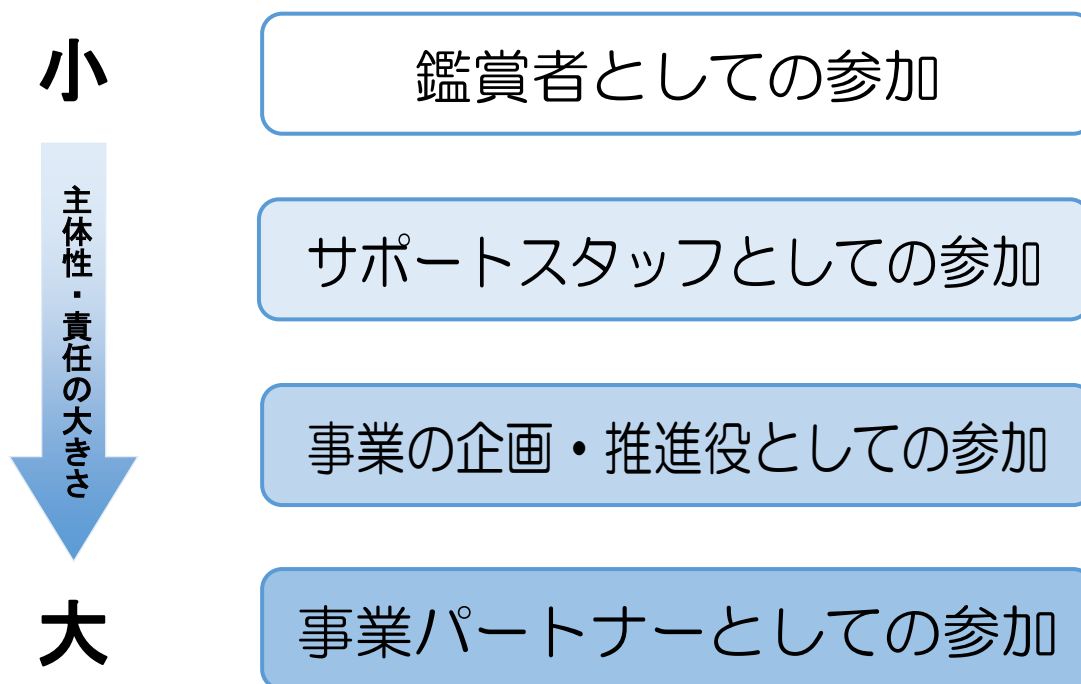 小
鑑賞者としての参加
主体性・責任の大きさ
サポートスタッフとしての参加
事業の企画・推進役としての参加
大
事業パートナーとしての参加